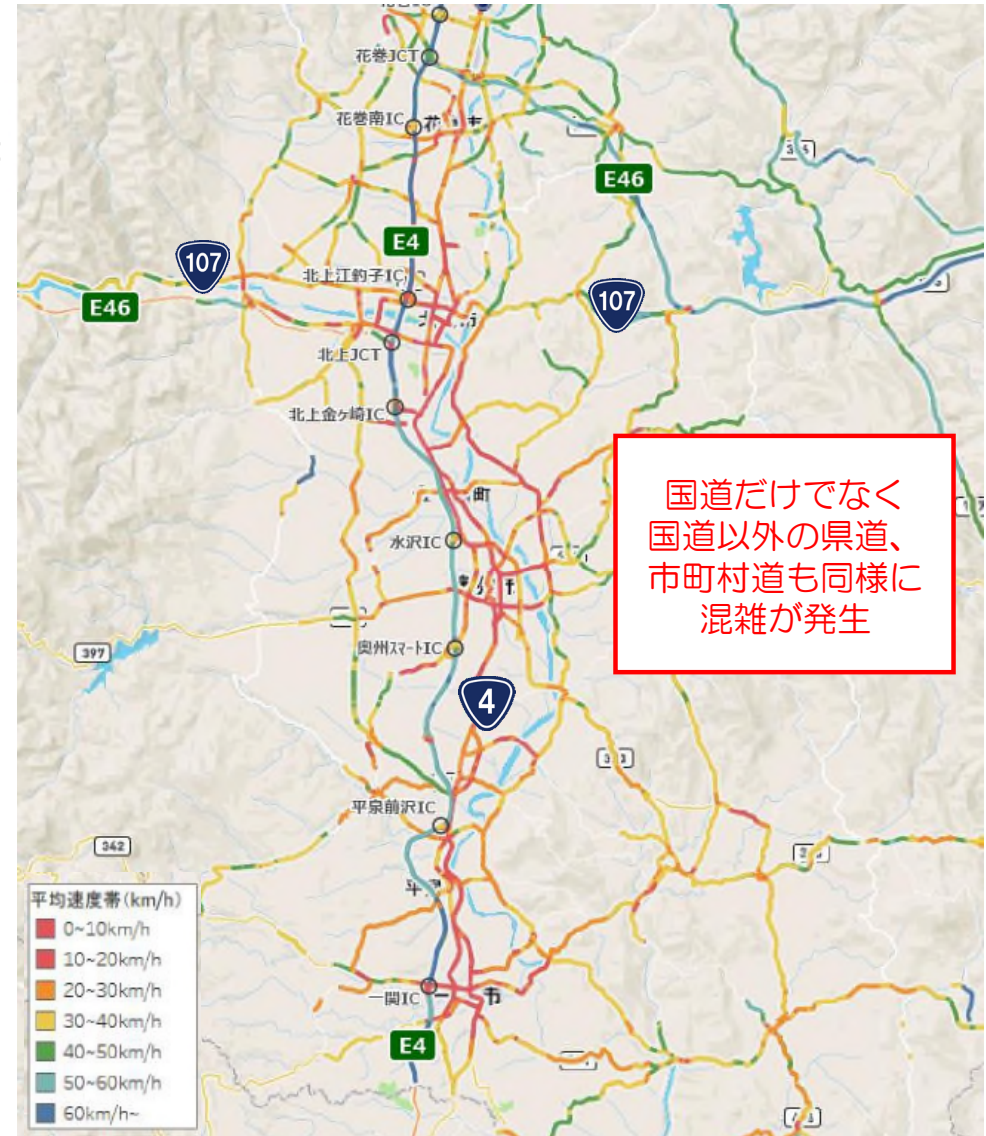 花巻JCT
花巻南IC
E46
107
E4
北上江釣子IC
E46
107
北上JCT
北上金ヶ崎IC
国道だけでなく
国道以外の県道、
市町村道も同様に
混雑が発生
町
水沢IC
市
397
奥州スマートIC
4
平泉前沢IC
342
平均速度帯(km/h)
0~10km/h
10~20km/h
20~30km/h
30~40km/h
40~50km/h
50~60km/h
60km/h~
一関IC
市
E4